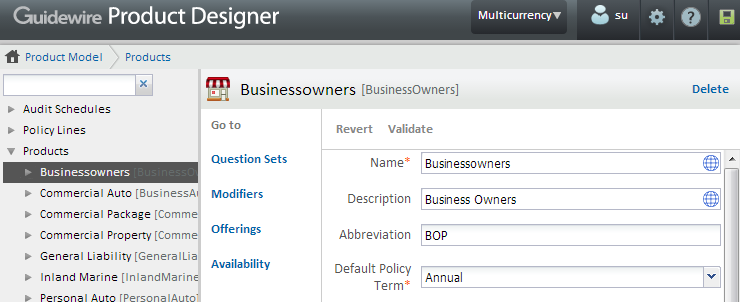 Guidewire Product Designer
Multicurrency su ?
Product Model Products
Audit Schedules
Policy Lines
Products
Businessowners [BusinessO
Commercial Auto [BusinessAu
Commercial Package [Comme
Commercial Property [Comme
General Liability [GeneralLia
Inland Marine [InlandMarine
Personal Auto [PersonalAuto]
Businessowners [BusinessOwners] Delete
Go to
Question Sets
Modifiers
Offerings
Availability
Revert Validate
Name* Businessowners
Description Business Owners
Abbreviation BOP
Default Policy
Term* Annual